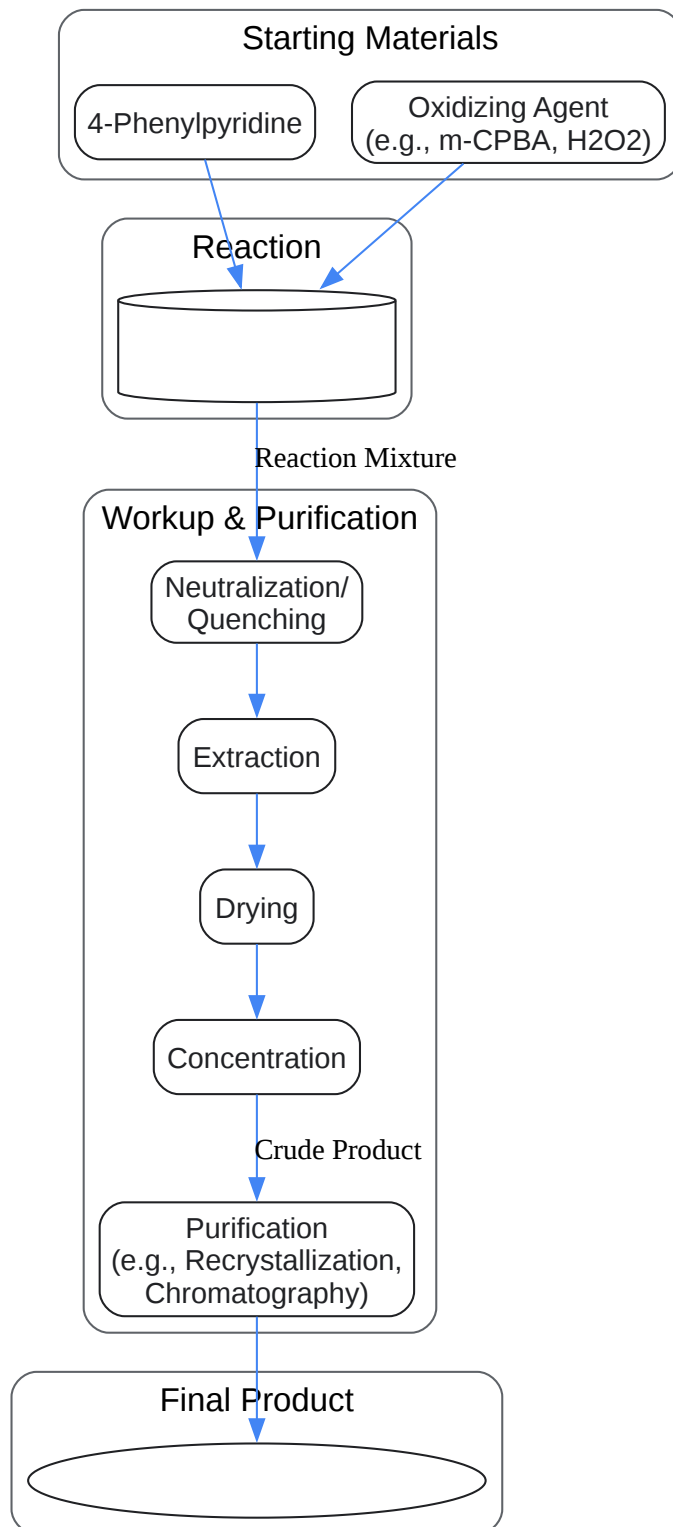 Starting Materials
4-Phenylpyridine
Oxidizing Agent
(e.g., m-CPBA, H2O2)
Reaction
Reaction Mixture
Workup & Purification
Neutralization/
Quenching
Extraction
Drying
Concentration
Crude Product
Purification
(e.g., Recrystallization,
Chromatography)
Final Product